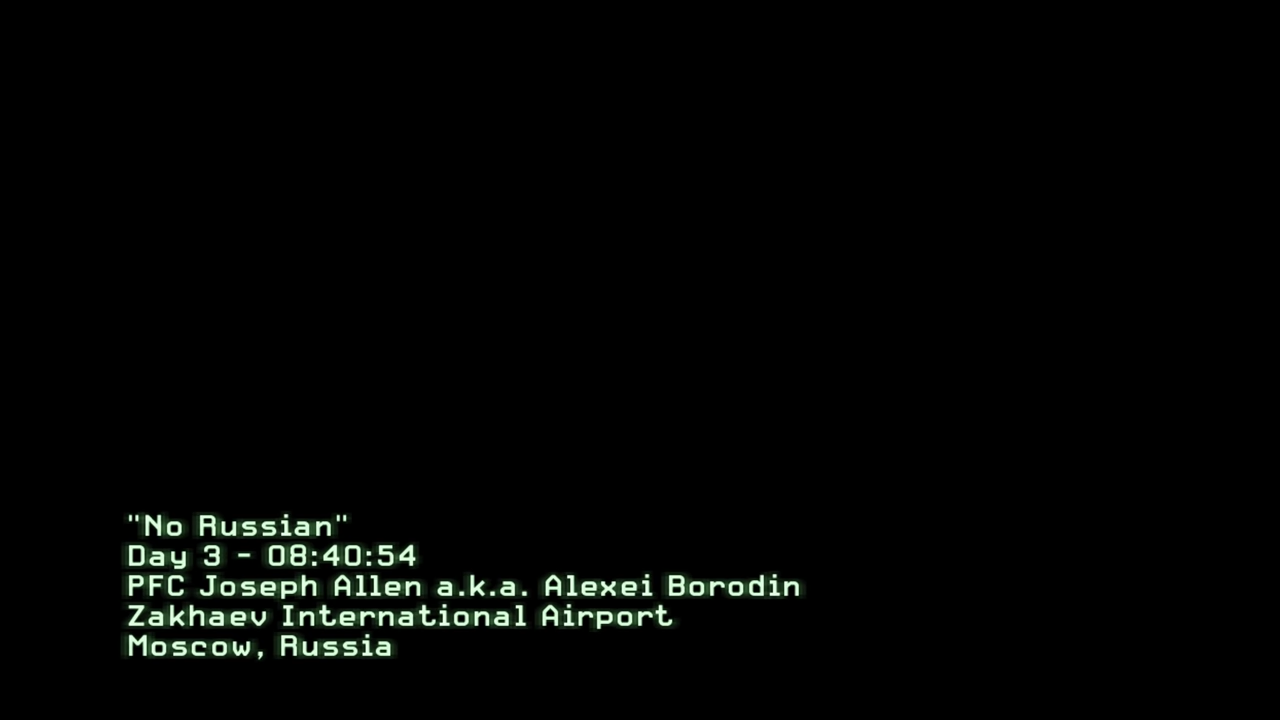 "No Russian"
Day 3 - 08:40:54
PFC Joseph Allen a.k.a. Alexei Borodin
Zakhaev International Airport
Moscow, Russia